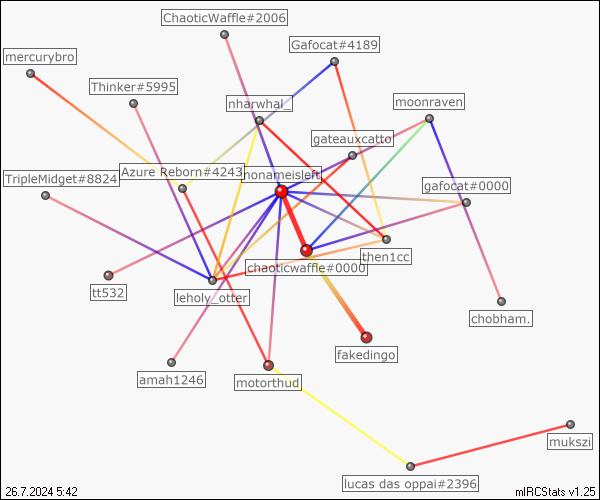 ChaoticWaffle#2006
Gafocat#4189
mercurybro
Thinker#5995
nharwhal_
moonraven
gateauxcatto
Azure Reborn#4243
nonameisleft
TripleMidget#8824
gafocat#0000
then1cc
chaoticwaffle#0000
tt532
leholy_otter
chobham.
fakedingo
amah1246
motorthud
mukszi
lucas das oppai#2396
26.7.2024 5:42
mIRCStats v1.25